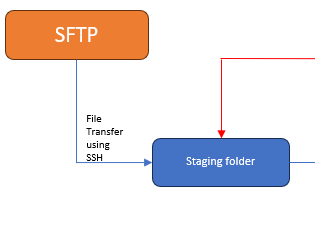 SFTP
File
Transfer
using
SSH
Staging folder